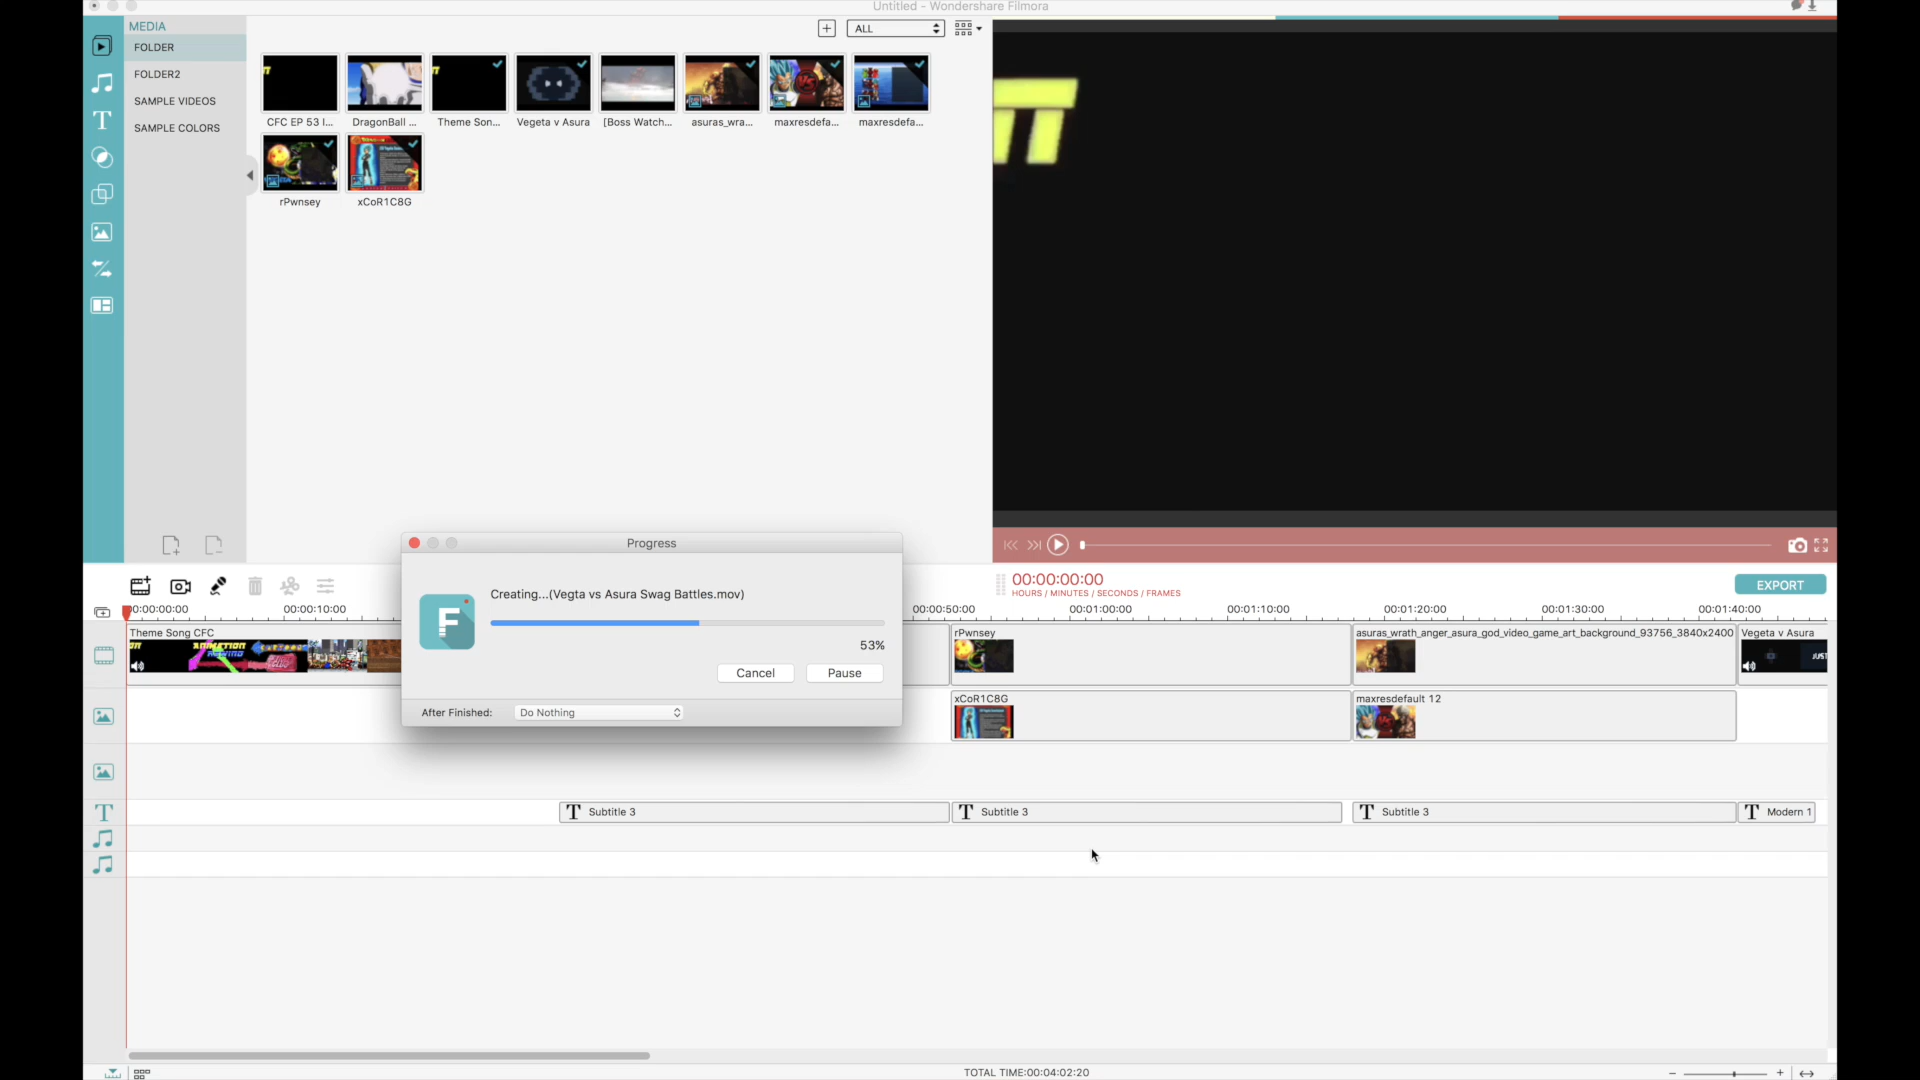 Untitled - Wondershare Filmora
MEDIA
FOLDER
FOLDER2
SAMPLE VIDEOS
SAMPLE COLORS
ALL
CFC EP 53 I...
DragonBall ...
Theme Son...
Vegeta v Asura
[Boss Watch...
asuras_wra...
maxresdefa...
maxresdefa...
rPwnsey
xCoR1C8G
Progress
Creating...(Vegta vs Asura Swag Battles.mov)
53%
Cancel
Pause
After Finished:
Do Nothing
00:00:00:00
HOURS / MINUTES / SECONDS / FRAMES
EXPORT
00:00:00:00
00:00:10:00
00:00:50:00
00:01:00:00
00:01:10:00
00:01:20:00
00:01:30:00
00:01:40:00
Theme Song CFC
ANIMATION
REWIND
rPwnsey
asuras_wrath_anger_asura_god_video_game_art_background_93756_3840x2400
Vegeta v Asura
JUST
xCoR1C8G
maxresdefault 12
T Subtitle 3
T Subtitle 3
T Subtitle 3
T Modern 1
TOTAL TIME:00:04:02:20